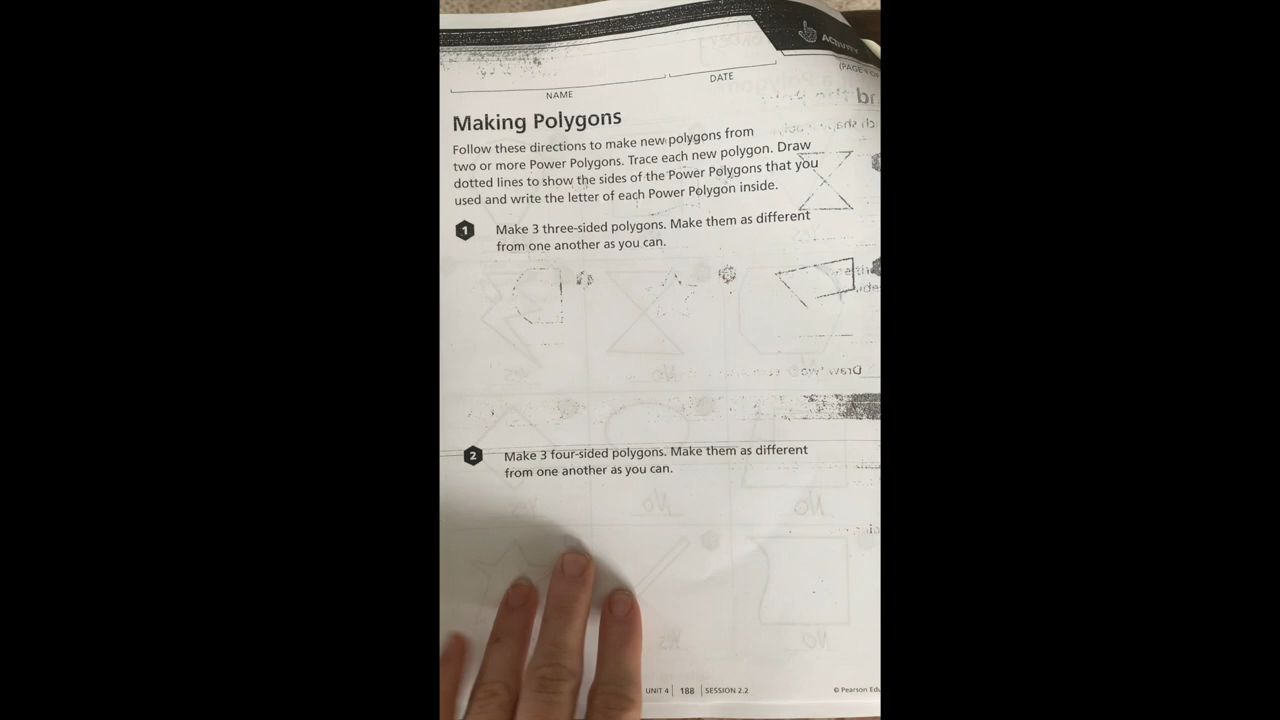 ACTIVITY
(PAGE 1 OF
NAME
DATE
Making Polygons
Follow these directions to make new polygons from
two or more Power Polygons. Trace each new polygon. Draw
dotted lines to show the sides of the Power Polygons that you
used and write the letter of each Power Polygon inside.
1 Make 3 three-sided polygons. Make them as different
from one another as you can.
2 Make 3 four-sided polygons. Make them as different
from one another as you can.
UNIT 4 | 188 | SESSION 2.2
© Pearson Edu